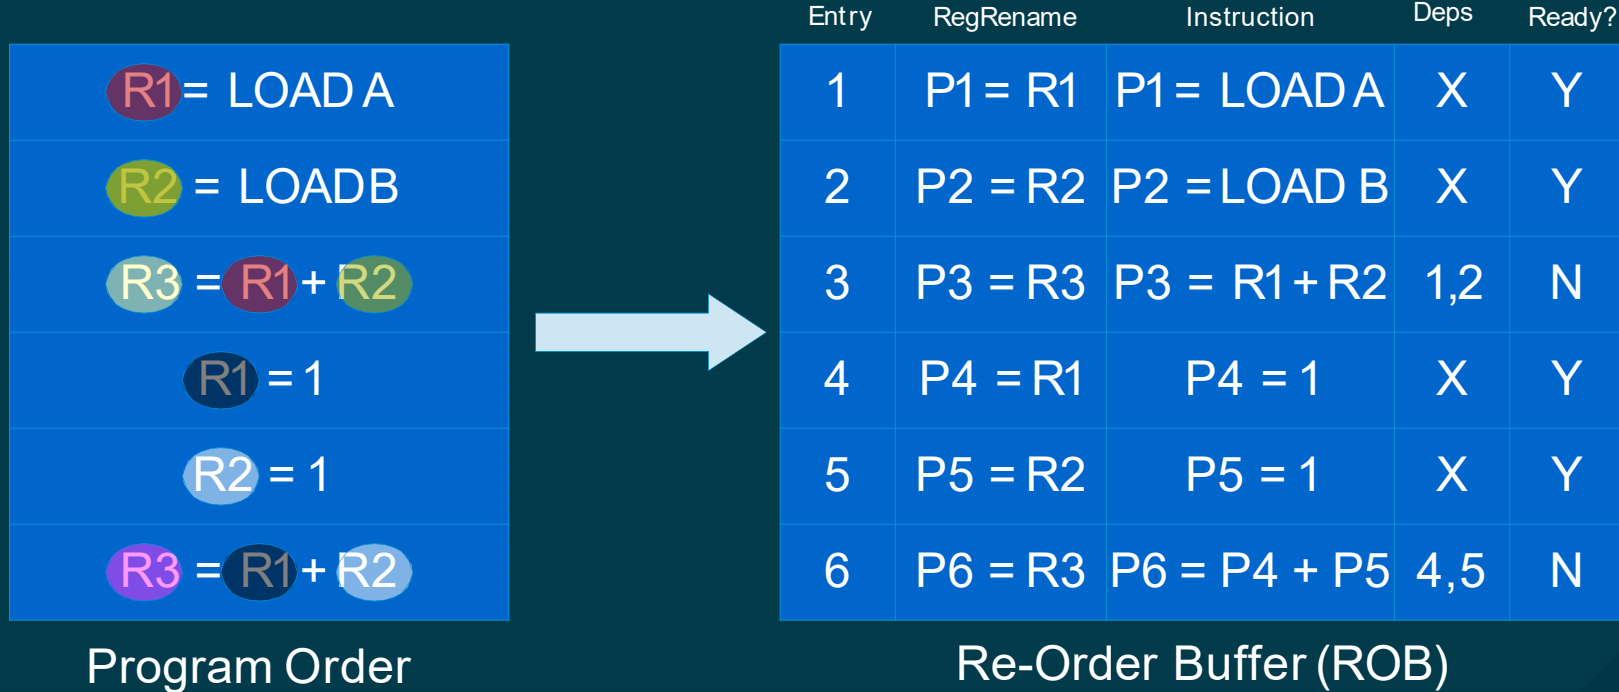 Entry RegRename Instruction Deps Ready?
R1 = LOAD A
R2 = LOAD B
R3 = R1 + R2
R1 = 1
R2 = 1
R3 = R1 + R2
Program Order
1 P1 = R1 P1 = LOAD A X Y
2 P2 = R2 P2 = LOAD B X Y
3 P3 = R3 P3 = R1 + R2 1,2 N
4 P4 = R1 P4 = 1 X Y
5 P5 = R2 P5 = 1 X Y
6 P6 = R3 P6 = P4 + P5 4,5 N
Re-Order Buffer (ROB)